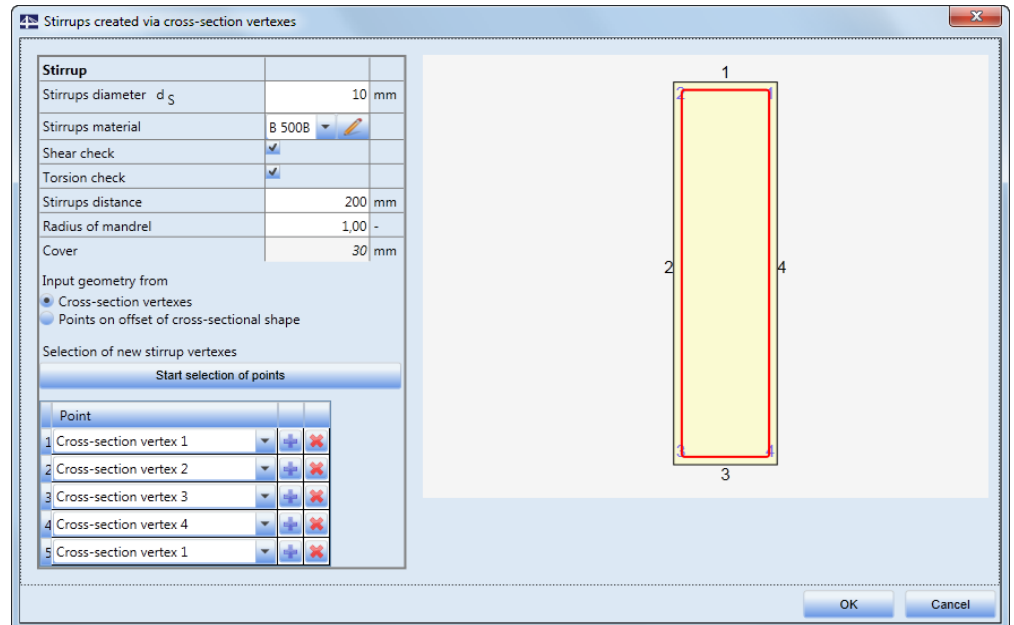 Stirrups created via cross-section vertexes
Stirrup
Stirrups diameter d S 10 mm
Stirrups material B 500B
Shear check
Torsion check
Stirrups distance 200 mm
Radius of mandrel 1,00 -
Cover 30 mm
Input geometry from
Cross-section vertexes
Points on offset of cross-sectional shape
Selection of new stirrup vertexes
Start selection of points
Point
1 Cross-section vertex 1
2 Cross-section vertex 2
3 Cross-section vertex 3
4 Cross-section vertex 4
5 Cross-section vertex 1
1
2 1
2 4
3 4
3
OK Cancel